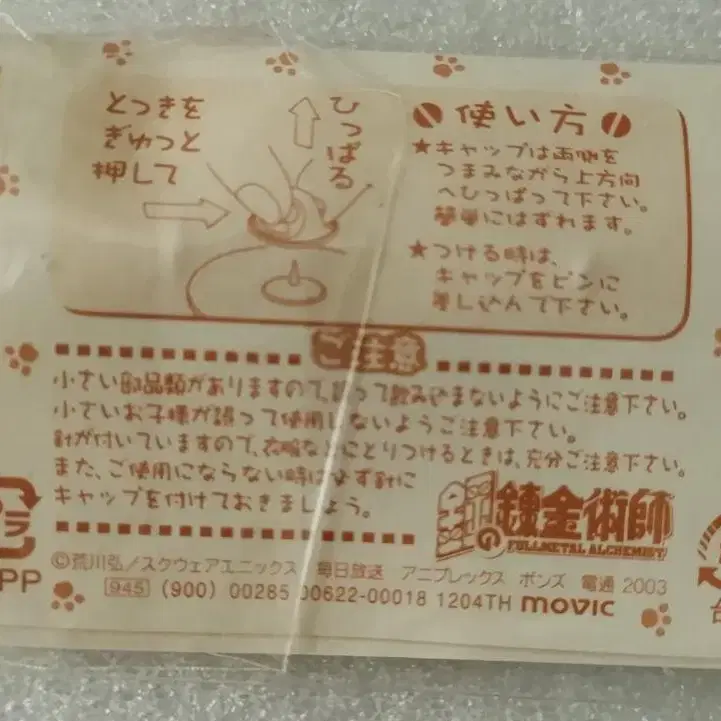 とつきを
ぎゅっと
押して
ひっぱる
使い方
★キャップは両側を
つまみながら上方向
へひっぱって下さい。
簡単にはずれます。
★つける時は、
キャップをピンに
差し込んで下さい。
ご注意
小さい部品類がありますので、誤って飲み込まないようにご注意下さい。
小さいお子様が誤って使用しないようご注意下さい。
針が付いていますので、衣服などにとりつけるときは、充分ご注意下さい。
また、ご使用にならない時は必ず針に
キャップを付けておきましょう。
鋼の錬金術師
FULLMETAL ALCHEMIST
プラ
PP
©荒川弘/スクウェアエニックス 毎日放送 アニプレックス ボンズ 電通 2003
945 (900) 00285 00622-00018 1204TH movic
台